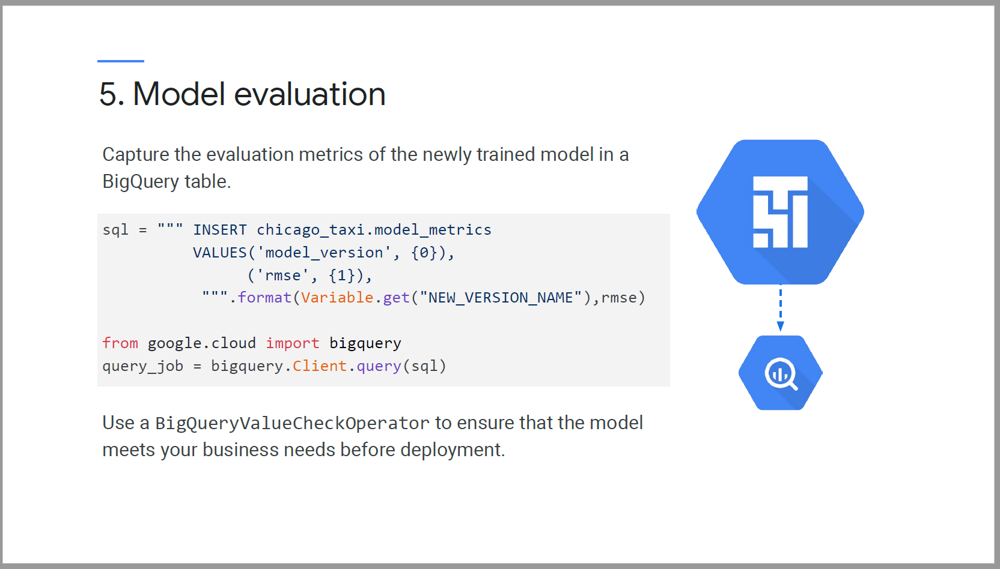 5. Model evaluation
Capture the evaluation metrics of the newly trained model in a
BigQuery table.
sql = """ INSERT chicago_taxi.model_metrics
VALUES('model_version', {0}),
('rmse', {1}),
""".format(Variable.get("NEW_VERSION_NAME"),rmse)
from google.cloud import bigquery
query_job = bigquery.Client.query(sql)
Use a BigQueryValueCheckOperator to ensure that the model
meets your business needs before deployment.